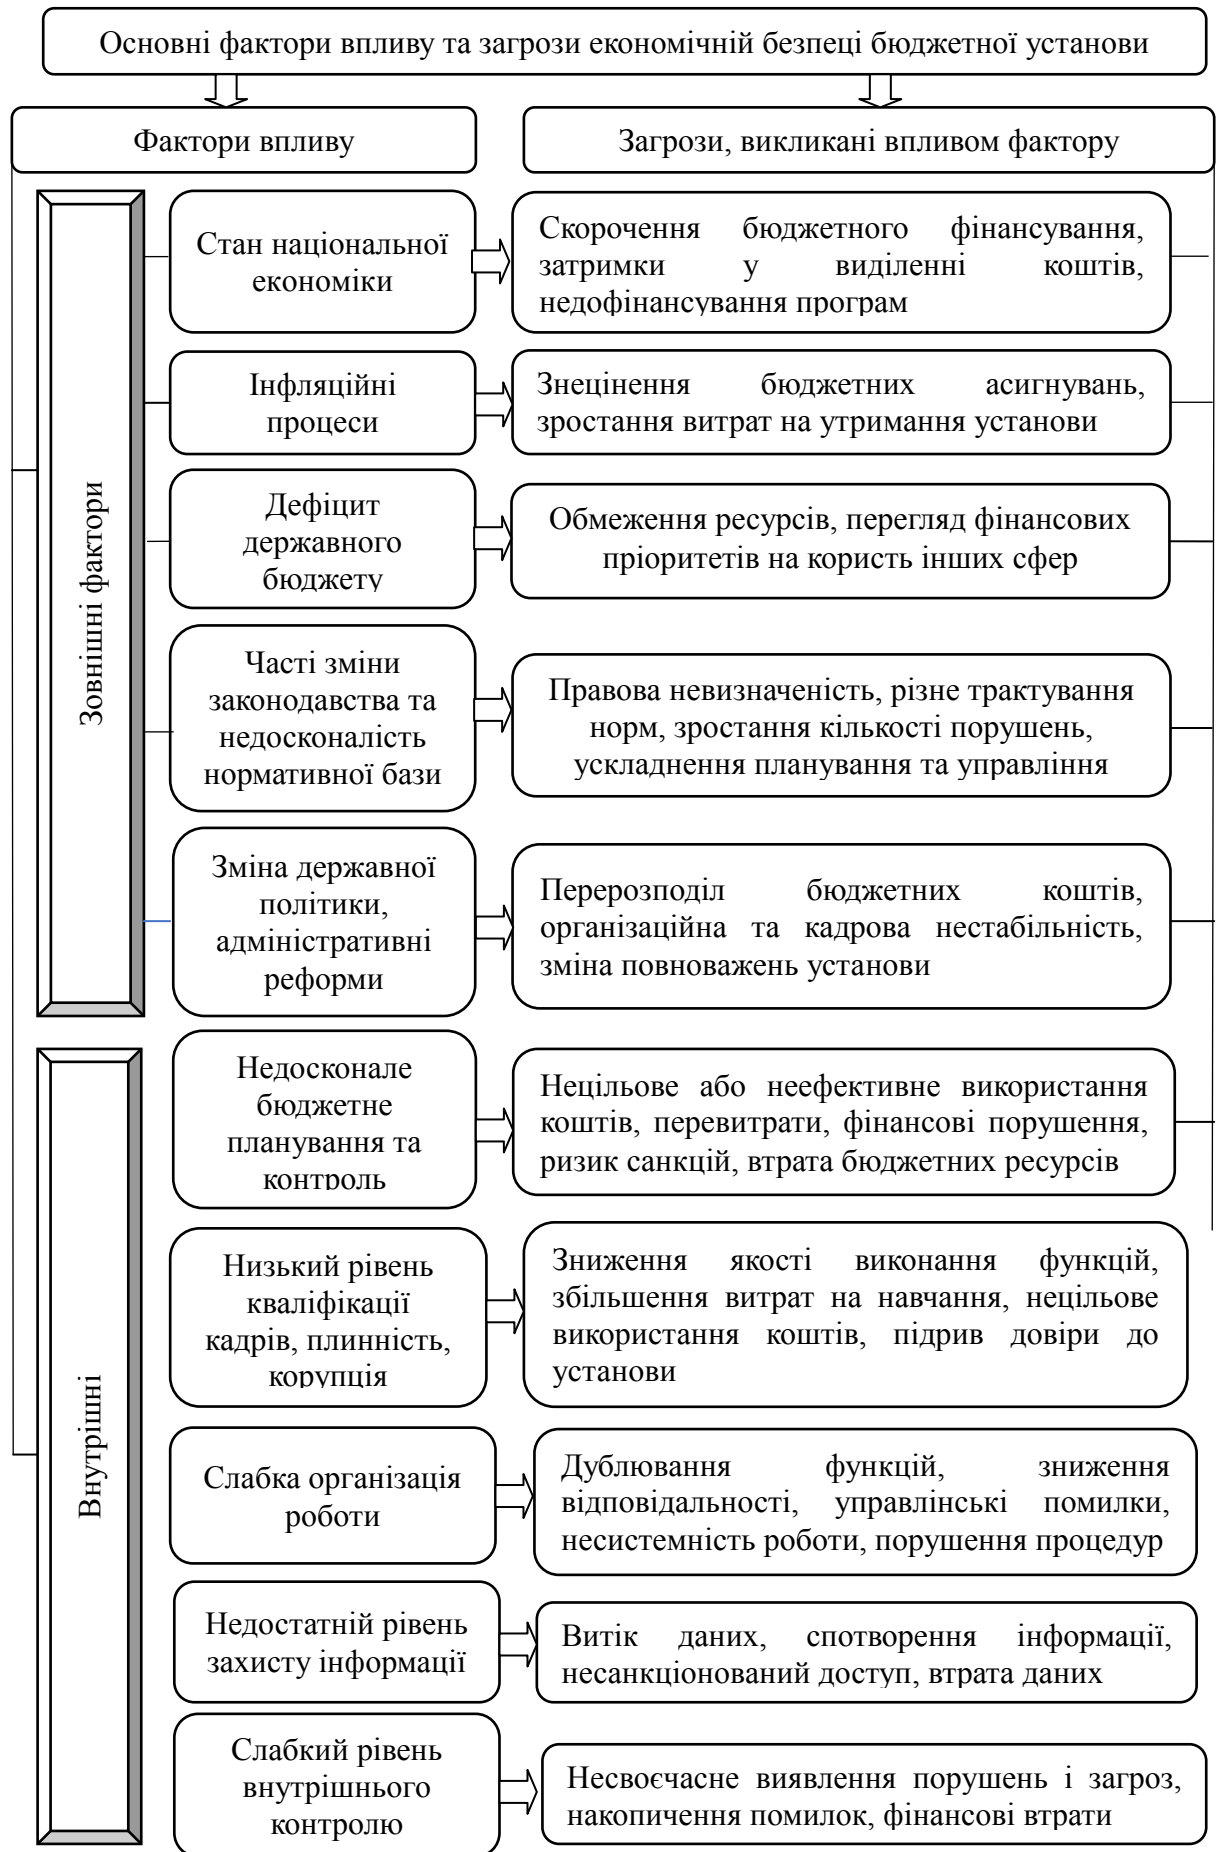 Основні фактори впливу та загрози економічній безпеці бюджетної установи
Фактори впливу
Загрози, викликані впливом фактору
Зовнішні фактори
Стан національної
економіки
Скорочення бюджетного фінансування,
затримки у виділенні коштів,
недофінансування програм
Інфляційні
процеси
Знецінення бюджетних асигнувань,
зростання витрат на утримання установи
Дефіцит
державного
бюджету
Обмеження ресурсів, перегляд фінансових
пріоритетів на користь інших сфер
Часті зміни
законодавства та
недосконалість
нормативної бази
Правова невизначеність, різне трактування
норм, зростання кількості порушень,
ускладнення планування та управління
Зміна державної
політики,
адміністративні
реформи
Перерозподіл бюджетних коштів,
організаційна та кадрова нестабільність,
зміна повноважень установи
Внутрішні
Недосконале
бюджетне
планування та
контроль
Нецільове або неефективне використання
коштів, перевитрати, фінансові порушення,
ризик санкцій, втрата бюджетних ресурсів
Низький рівень
кваліфікації
кадрів, плинність,
корупція
Зниження якості виконання функцій,
збільшення витрат на навчання, нецільове
використання коштів, підрив довіри до
установи
Слабка організація
роботи
Дублювання функцій, зниження
відповідальності, управлінські помилки,
несистемність роботи, порушення процедур
Недостатній рівень
захисту інформації
Витік даних, спотворення інформації,
несанкціонований доступ, втрата даних
Слабкий рівень
внутрішнього
контролю
Несвоєчасне виявлення порушень і загроз,
накопичення помилок, фінансові втрати